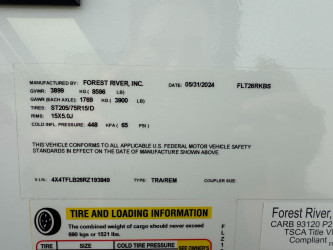 MANUFACTURED BY: FOREST RIVER, INC. DATE: 05/31/2024 FLT26RKBS
GVWR: 3899 KG.( 8596 LB)
GAWR (EACH AXLE): 1769 KG.( 3900 LB)
TIRES: ST205/75R15/D
RIMS: 15X5.0J
COLD INFL. PRESSURE: 448 KPA ( 65 PSI)
THIS VEHICLE CONFORMS TO ALL APPLICABLE U.S. FEDERAL MOTOR VEHICLE SAFETY
STANDARDS IN EFFECT ON THE DATE OF MANUFACTURE SHOWN ABOVE.
V.I.N.: 4X4TFLB26RZ193849 TYPE: TRA/REM COUPLER SIZE:
TIRE AND LOADING INFORMATION
The combined weight of cargo should never exceed
690 kgs or 1521 lbs.
TIRE SIZE COLD TIRE
FLZ
Forest River,
CARB 93120 P2
TSCA Title VI
Compliant